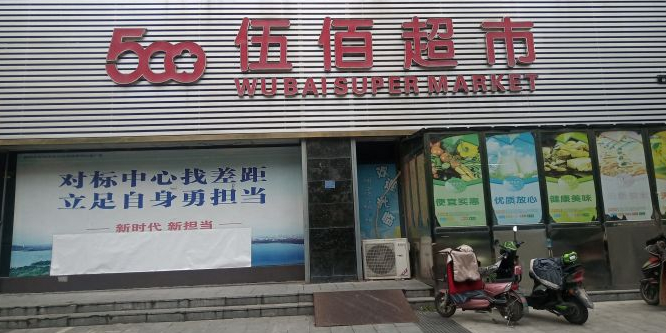 500 伍佰超市
WU BAI SUPER MARKET
对标中心找差距
立足自身勇担当
新时代 新担当
便宜实惠
优质放心
健康美味